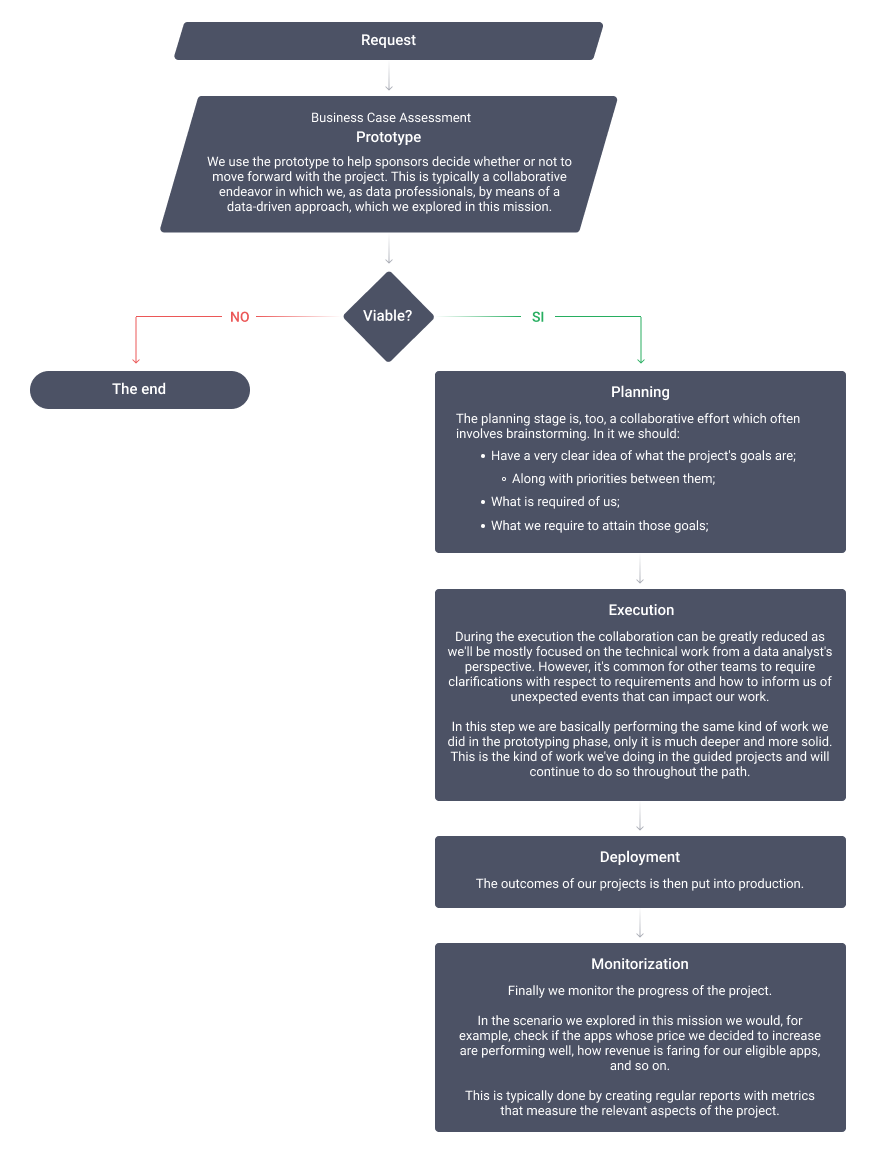 Request
Business Case Assessment
Prototype
We use the prototype to help sponsors decide whether or not to
move forward with the project. This is typically a collaborative
endeavor in which we, as data professionals, by means of a
data-driven approach, which we explored in this mission.
Viable?
NO
SI
The end
Planning
The planning stage is, too, a collaborative effort which often
involves brainstorming. In it we should:
• Have a very clear idea of what the project's goals are;
◦ Along with priorities between them;
• What is required of us;
• What we require to attain those goals;
Execution
During the execution the collaboration can be greatly reduced as
we'll be mostly focused on the technical work from a data analyst's
perspective. However, it's common for other teams to require
clarifications with respect to requirements and how to inform us of
unexpected events that can impact our work.
In this step we are basically performing the same kind of work we
did in the prototyping phase, only it is much deeper and more solid.
This is the kind of work we've doing in the guided projects and will
continue to do so throughout the path.
Deployment
The outcomes of our projects is then put into production.
Monitorization
Finally we monitor the progress of the project.
In the scenario we explored in this mission we would, for
example, check if the apps whose price we decided to increase
are performing well, how revenue is faring for our eligible apps,
and so on.
This is typically done by creating regular reports with metrics
that measure the relevant aspects of the project.